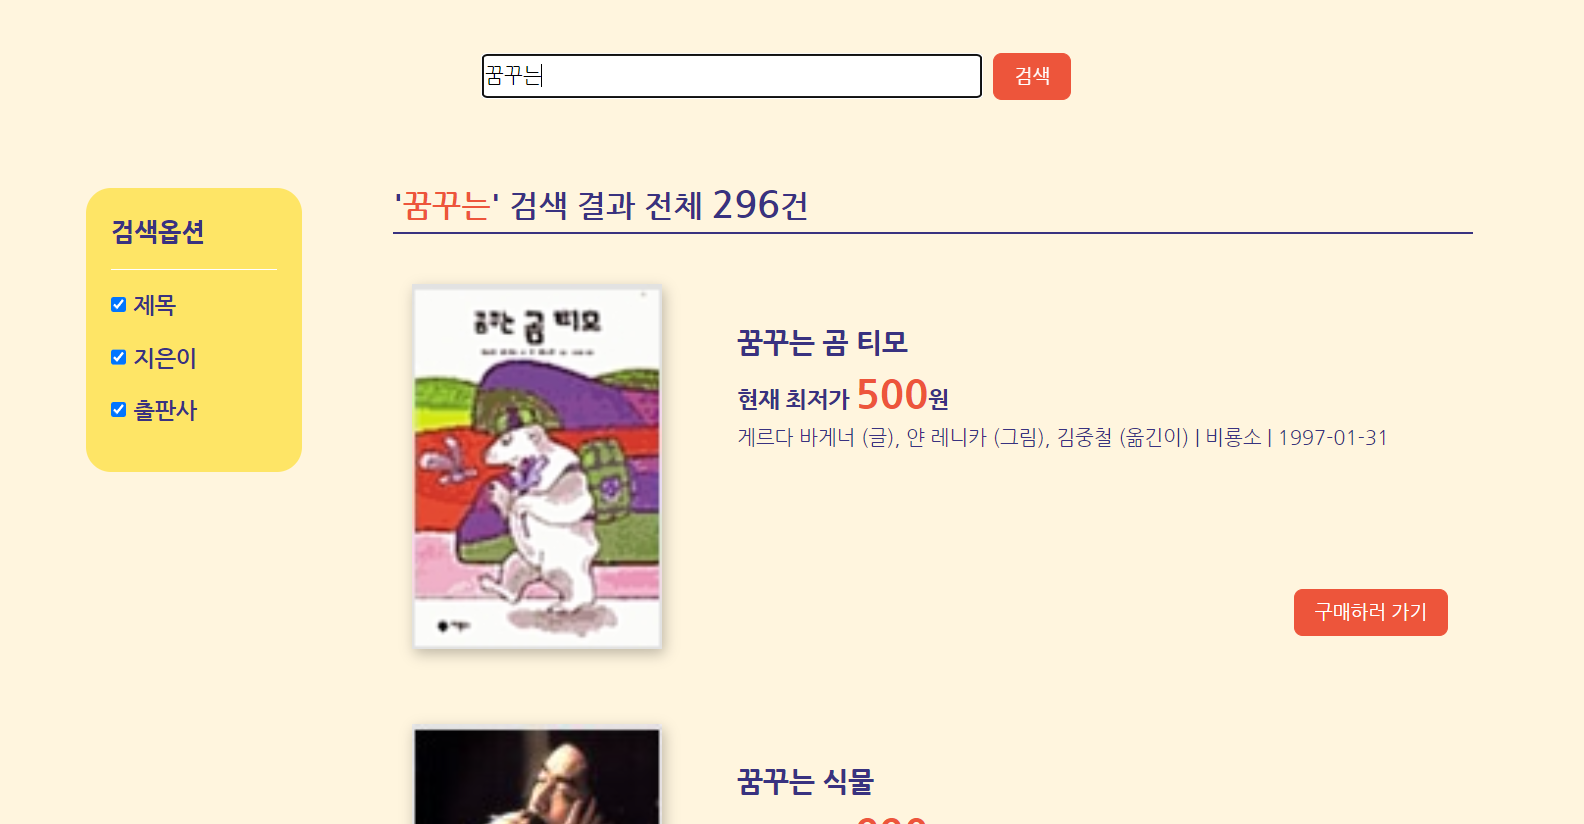 꿈꾸는
검색
검색옵션
제목
지은이
출판사
'꿈꾸는' 검색 결과 전체 296건
꿈꾸는 곰 티모
꿈꾸는 곰 티모
현재 최저가 500원
게르다 바게너 (글), 얀 레니카 (그림), 김중철 (옮긴이) | 비룡소 | 1997-01-31
구매하러 가기
꿈꾸는 식물